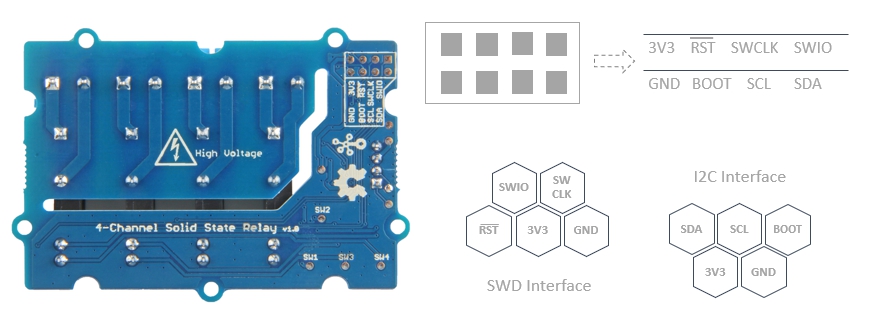 GND 3V3
BOOT RST
SCL SWCLK
SDA SWIO
High Voltage
SW2
4-Channel Solid State Relay v1.0
SW1 SW3 SW4
3V3 RST SWCLK SWIO
GND BOOT SCL SDA
SWIO SW
CLK
RST 3V3 GND
SWD Interface
I2C Interface
SDA SCL BOOT
3V3 GND